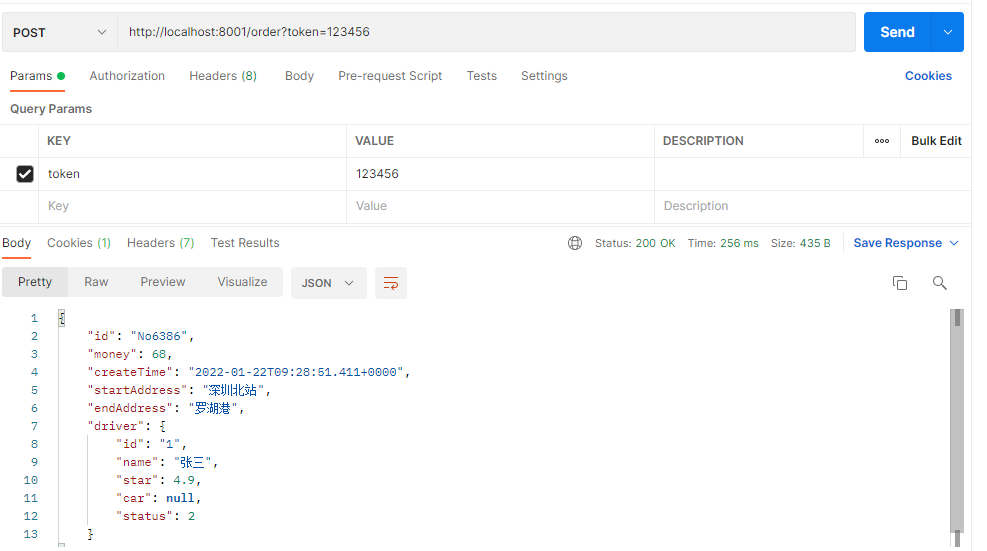 POST http://localhost:8001/order?token=123456 Send
Params Authorization Headers (8) Body Pre-request Script Tests Settings Cookies
Query Params
KEY VALUE DESCRIPTION ooo Bulk Edit
token 123456
Key Value Description
Body Cookies (1) Headers (7) Test Results Status: 200 OK Time: 256 ms Size: 435 B Save Response
Pretty Raw Preview Visualize JSON
1 {
2 "id": "No6386",
3 "money": 68,
4 "createTime": "2022-01-22T09:28:51.411+0000",
5 "startAddress": "深圳北站",
6 "endAddress": "罗湖港",
7 "driver": {
8 "id": "1",
9 "name": "张三",
10 "star": 4.9,
11 "car": null,
12 "status": 2
13 }